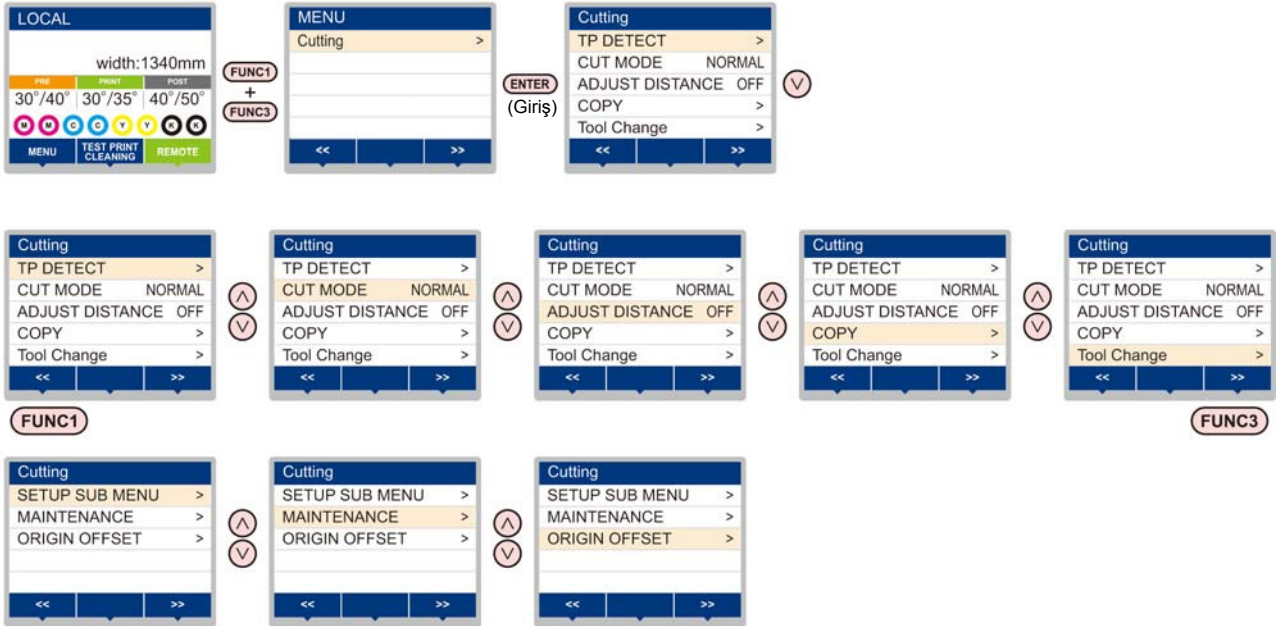 LOCAL
width:1340mm
PRE PRINT POST
30°/40° 30°/35° 40°/50°
M M C C Y Y K K
MENU TEST PRINT CLEANING REMOTE
FUNC1
+
FUNC3
MENU
Cutting >
<< >>
ENTER
(Giriş)
Cutting
TP DETECT >
CUT MODE NORMAL
ADJUST DISTANCE OFF
COPY >
Tool Change >
<< >>
Cutting
TP DETECT >
CUT MODE NORMAL
ADJUST DISTANCE OFF
COPY >
Tool Change >
<< >>
Cutting
TP DETECT >
CUT MODE NORMAL
ADJUST DISTANCE OFF
COPY >
Tool Change >
<< >>
Cutting
TP DETECT >
CUT MODE NORMAL
ADJUST DISTANCE OFF
COPY >
Tool Change >
<< >>
Cutting
TP DETECT >
CUT MODE NORMAL
ADJUST DISTANCE OFF
COPY >
Tool Change >
<< >>
Cutting
TP DETECT >
CUT MODE NORMAL
ADJUST DISTANCE OFF
COPY >
Tool Change >
<< >>
FUNC1
FUNC3
Cutting
SETUP SUB MENU >
MAINTENANCE >
ORIGIN OFFSET >
<< >>
Cutting
SETUP SUB MENU >
MAINTENANCE >
ORIGIN OFFSET >
<< >>
Cutting
SETUP SUB MENU >
MAINTENANCE >
ORIGIN OFFSET >
<< >>